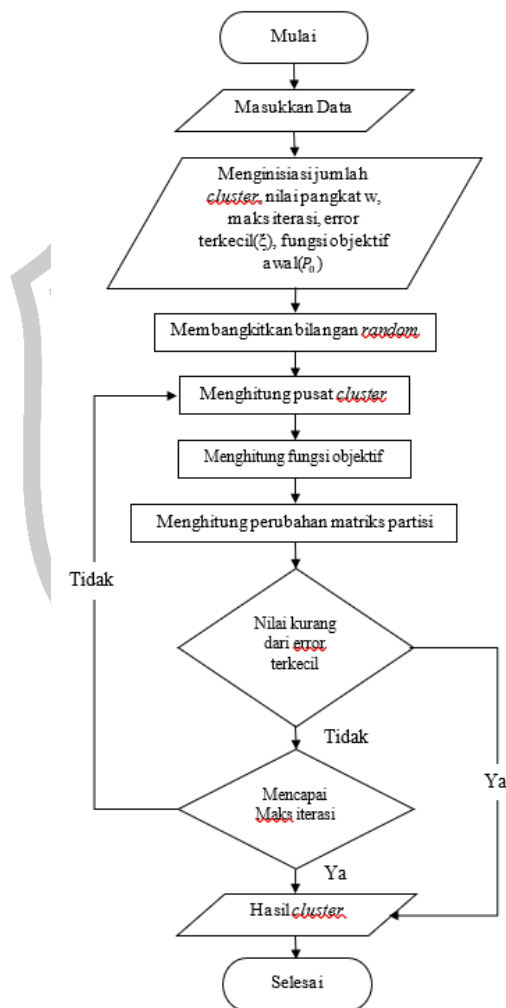 Mulai
Masukkan Data
Menginisiasi jumlah
cluster, nilai pangkat w,
maks iterasi, error
terkecil(ξ), fungsi objektif
awal(P₀)
Membangkitkan bilangan random
Menghitung pusat cluster
Menghitung fungsi objektif
Menghitung perubahan matriks partisi
Tidak
Nilai kurang
dari error
terkecil
Tidak
Ya
Mencapai
Maks iterasi
Ya
Hasil cluster
Selesai